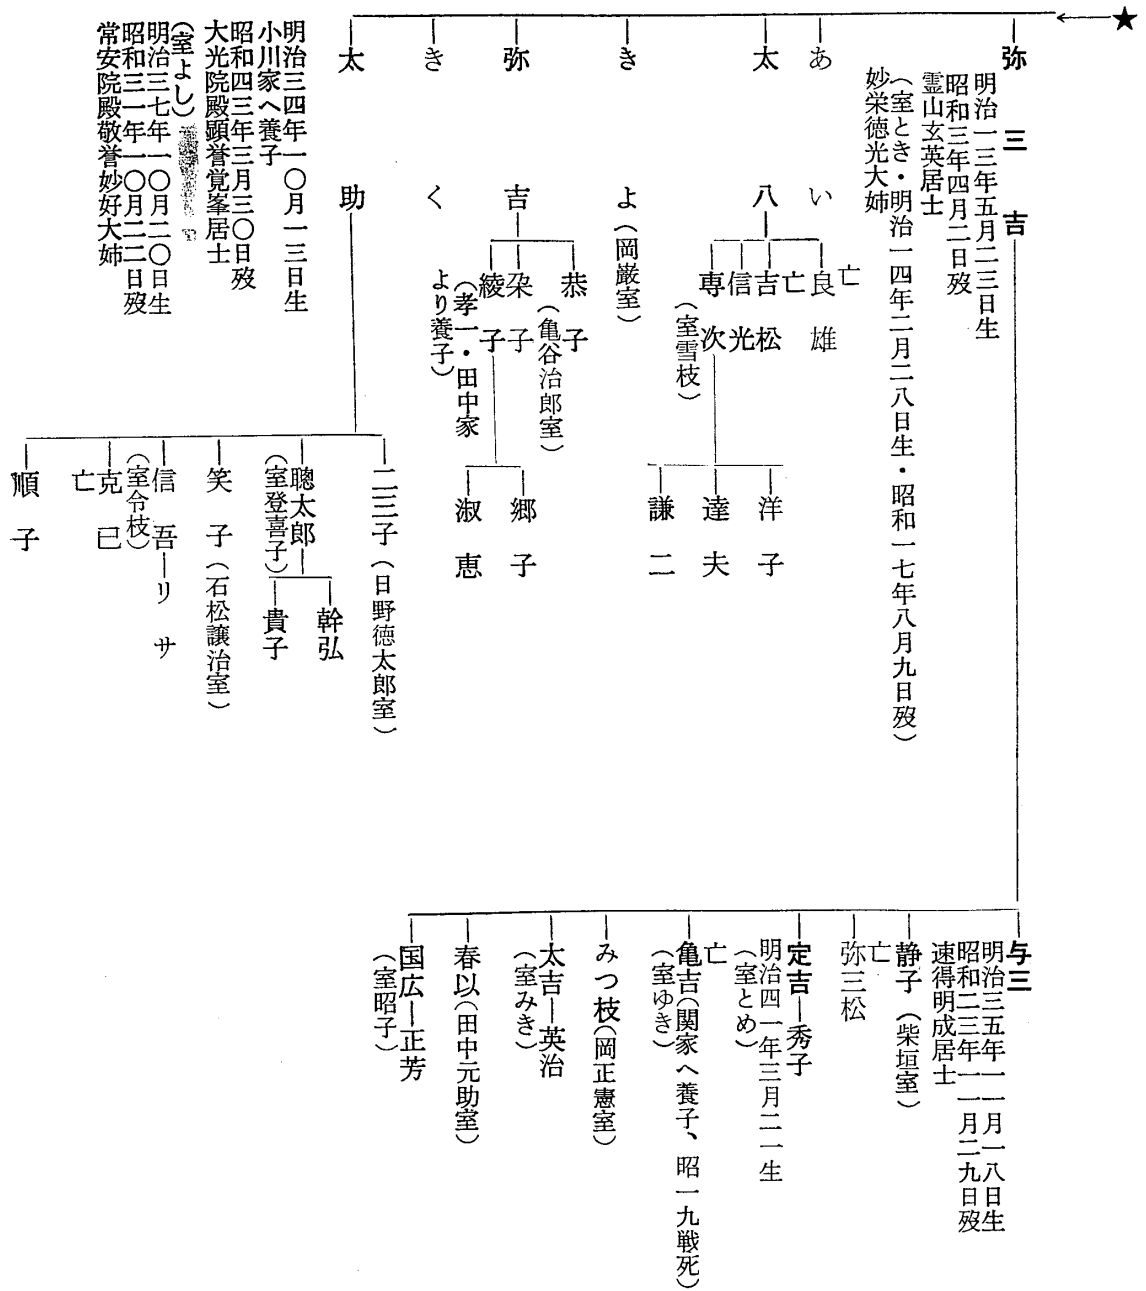 ★
弥三吉
明治一三年五月二三日生
昭和三年四月二日歿
霊山玄英居士
（室とき・明治一四年二月二八日生・昭和一七年八月九日歿）
妙栄徳光大姉
あい
太八
亡
良雄
亡
吉松
信光
専次
（室雪枝）
洋子
達夫
謙二
きよ（岡巌室）
弥吉
恭子
（亀谷治郎室）
朶子
綾子
（孝一・田中家
より養子）
郷子
淑恵
きく
太助
明治三四年一〇月一三日生
小川家へ養子
昭和四三年三月三〇日歿
大光院殿顕誉覚峯居士
（室よし）
明治三七年一〇月二〇日生
昭和三一年一〇月二二日歿
常安院殿敬誉妙好大姉
二三子（日野徳太郎室）
聰太郎
（室登喜子）
幹弘
貴子
笑子（石松譲治室）
信吾―リサ
（室令枝）
克巳
亡
順子
与三
明治三五年一一月一八日生
昭和二三年一一月二九日歿
速得明成居士
静子（柴垣室）
亡
弥三松
定吉―秀子
明治四一年三月二一生
（室とめ）
亡
亀吉（関家へ養子、昭一九戦死）
（室ゆき）
みつ枝（岡正憲室）
太吉―英治
（室みき）
春以（田中元助室）
国広―正芳
（室昭子）